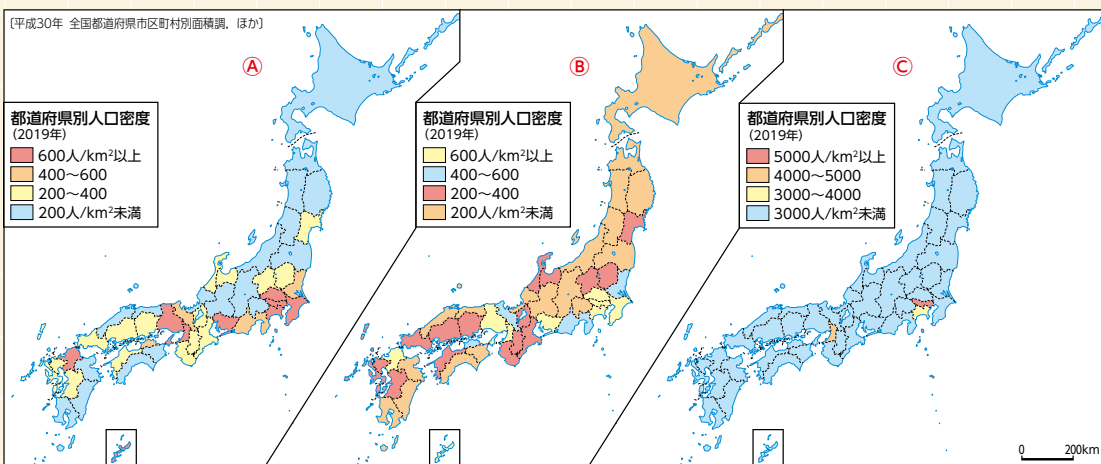 〔平成30年 全国都道府県市区町村別面積調，ほか〕
Ⓐ
都道府県別人口密度
(2019年)
600人/km²以上
400～600
200～400
200人/km²未満
Ⓑ
都道府県別人口密度
(2019年)
600人/km²以上
400～600
200～400
200人/km²未満
Ⓒ
都道府県別人口密度
(2019年)
5000人/km²以上
4000～5000
3000～4000
3000人/km²未満
0 200km